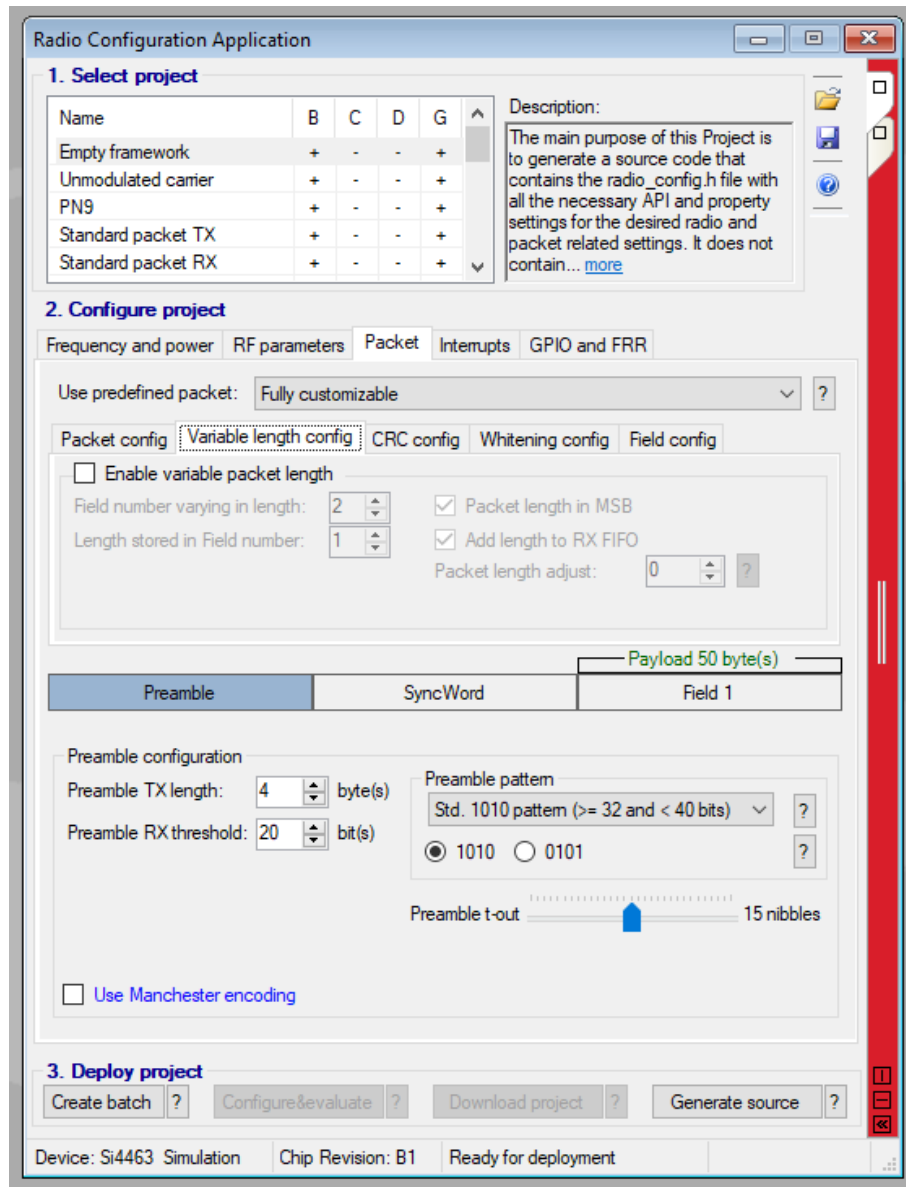 Radio Configuration Application
1. Select project
Name B C D G
Empty framework + - - +
Unmodulated carrier + - - +
PN9 + - - +
Standard packet TX + - - +
Standard packet RX + - - +
Description:
The main purpose of this Project is
to generate a source code that
contains the radio_config.h file with
all the necessary API and property
settings for the desired radio and
packet related settings. It does not
contain... more
2. Configure project
Frequency and power RF parameters Packet Interrupts GPIO and FRR
Use predefined packet: Fully customizable ?
Packet config Variable length config CRC config Whitening config Field config
Enable variable packet length
Field number varying in length: 2 Packet length in MSB
Length stored in Field number: 1 Add length to RX FIFO
Packet length adjust: 0 ?
Payload 50 byte(s)
Preamble SyncWord Field 1
Preamble configuration
Preamble TX length: 4 byte(s)
Preamble RX threshold: 20 bit(s)
Preamble pattern
Std. 1010 pattern (>= 32 and < 40 bits) ?
1010 0101 ?
Preamble t-out 15 nibbles
Use Manchester encoding
3. Deploy project
Create batch ? Configure&evaluate ? Download project ? Generate source ?
Device: Si4463 Simulation Chip Revision: B1 Ready for deployment